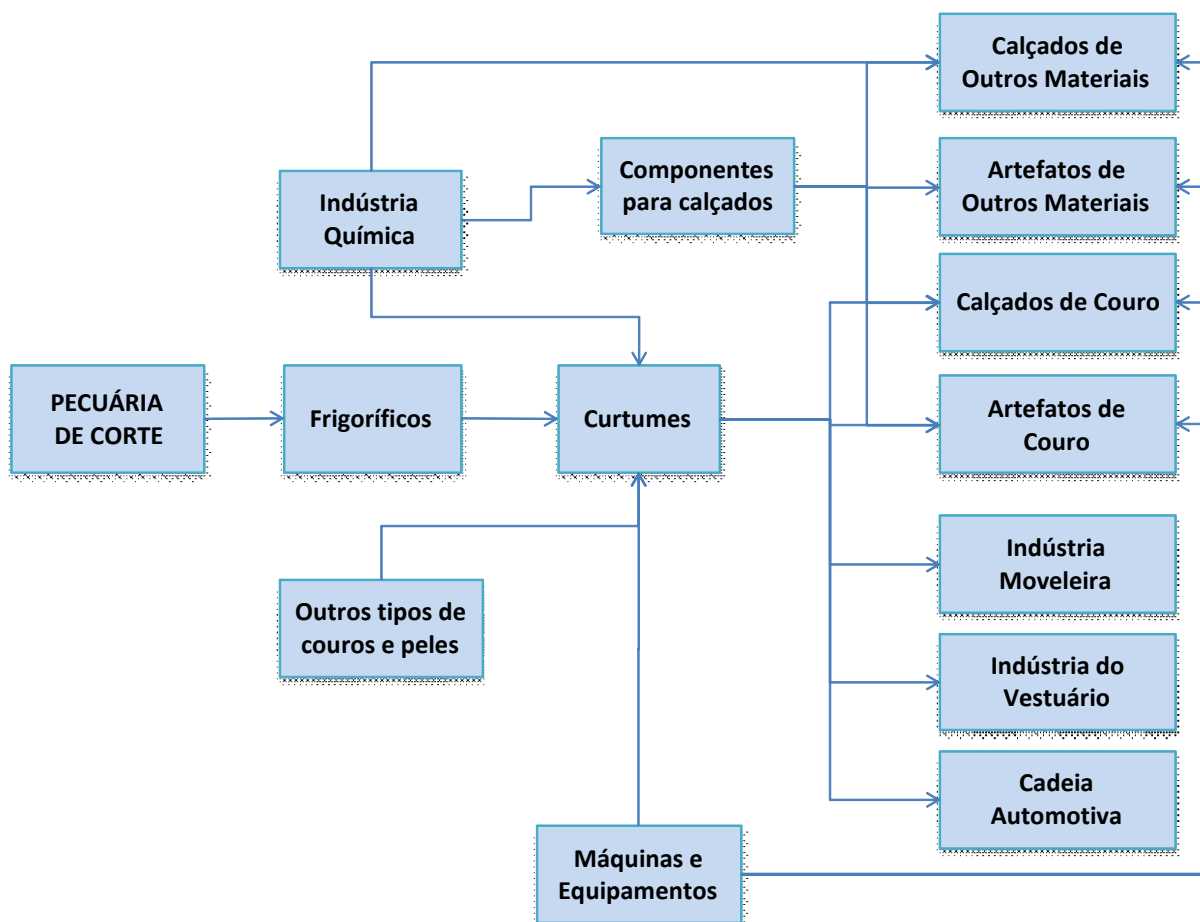 Calçados de
Outros Materiais
Componentes
para calçados
Artefatos de
Outros Materiais
Indústria
Química
Calçados de Couro
PECUÁRIA
DE CORTE
Frigoríficos
Curtumes
Artefatos de
Couro
Indústria
Moveleira
Outros tipos de
couros e peles
Indústria do
Vestuário
Cadeia
Automotiva
Máquinas e
Equipamentos